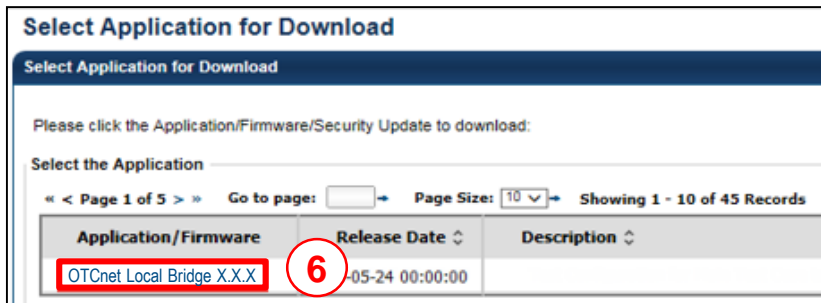 Select Application for Download
Select Application for Download
Please click the Application/Firmware/Security Update to download:
Select the Application
« < Page 1 of 5 > » Go to page: Page Size: 10 Showing 1 - 10 of 45 Records
Application/Firmware Release Date Description
OTCnet Local Bridge X.X.X 6 -05-24 00:00:00